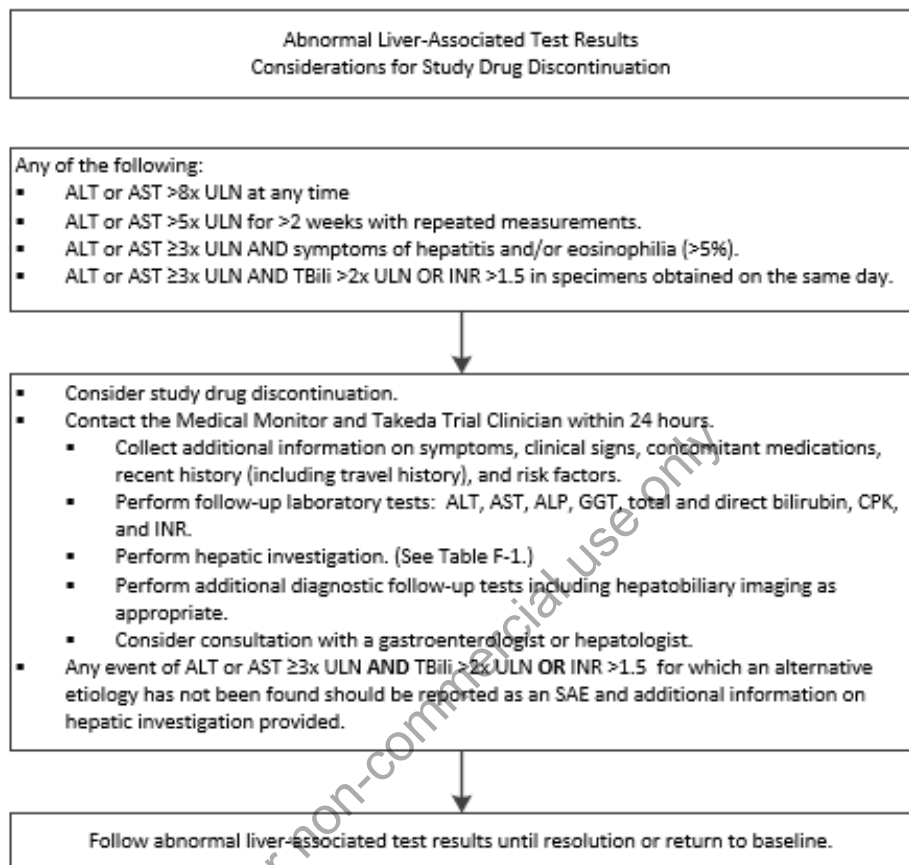 Abnormal Liver-Associated Test Results
Considerations for Study Drug Discontinuation
Any of the following:
▪ ALT or AST >8x ULN at any time
▪ ALT or AST >5x ULN for >2 weeks with repeated measurements.
▪ ALT or AST ≥3x ULN AND symptoms of hepatitis and/or eosinophilia (>5%).
▪ ALT or AST ≥3x ULN AND TBili >2x ULN OR INR >1.5 in specimens obtained on the same day.
▪ Consider study drug discontinuation.
▪ Contact the Medical Monitor and Takeda Trial Clinician within 24 hours.
▪ Collect additional information on symptoms, clinical signs, concomitant medications,
recent history (including travel history), and risk factors.
▪ Perform follow-up laboratory tests: ALT, AST, ALP, GGT, total and direct bilirubin, CPK,
and INR.
▪ Perform hepatic investigation. (See Table F-1.)
▪ Perform additional diagnostic follow-up tests including hepatobiliary imaging as
appropriate.
▪ Consider consultation with a gastroenterologist or hepatologist.
▪ Any event of ALT or AST ≥3x ULN AND TBili >2x ULN OR INR >1.5 for which an alternative
etiology has not been found should be reported as an SAE and additional information on
hepatic investigation provided.
Follow abnormal liver-associated test results until resolution or return to baseline.
r non-commercial use only